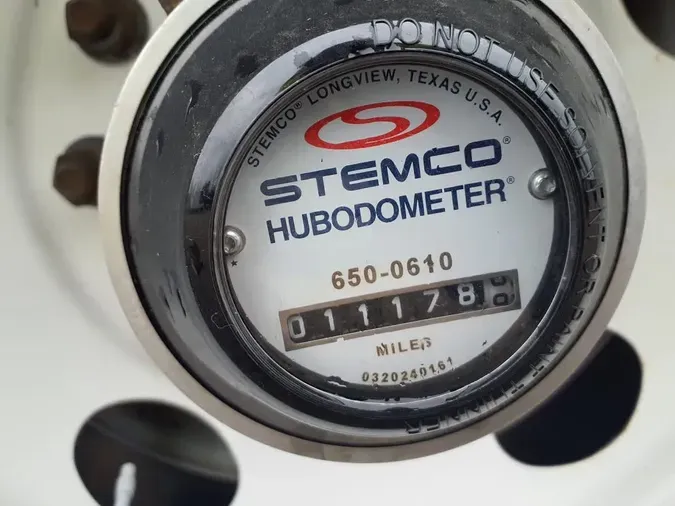 DO NOT USE SOLVENT OR PAINT THINNER
STEMCO® LONGVIEW, TEXAS U.S.A.
STEMCO®
HUBODOMETER®
650-0610
011178
MILES
0320240161